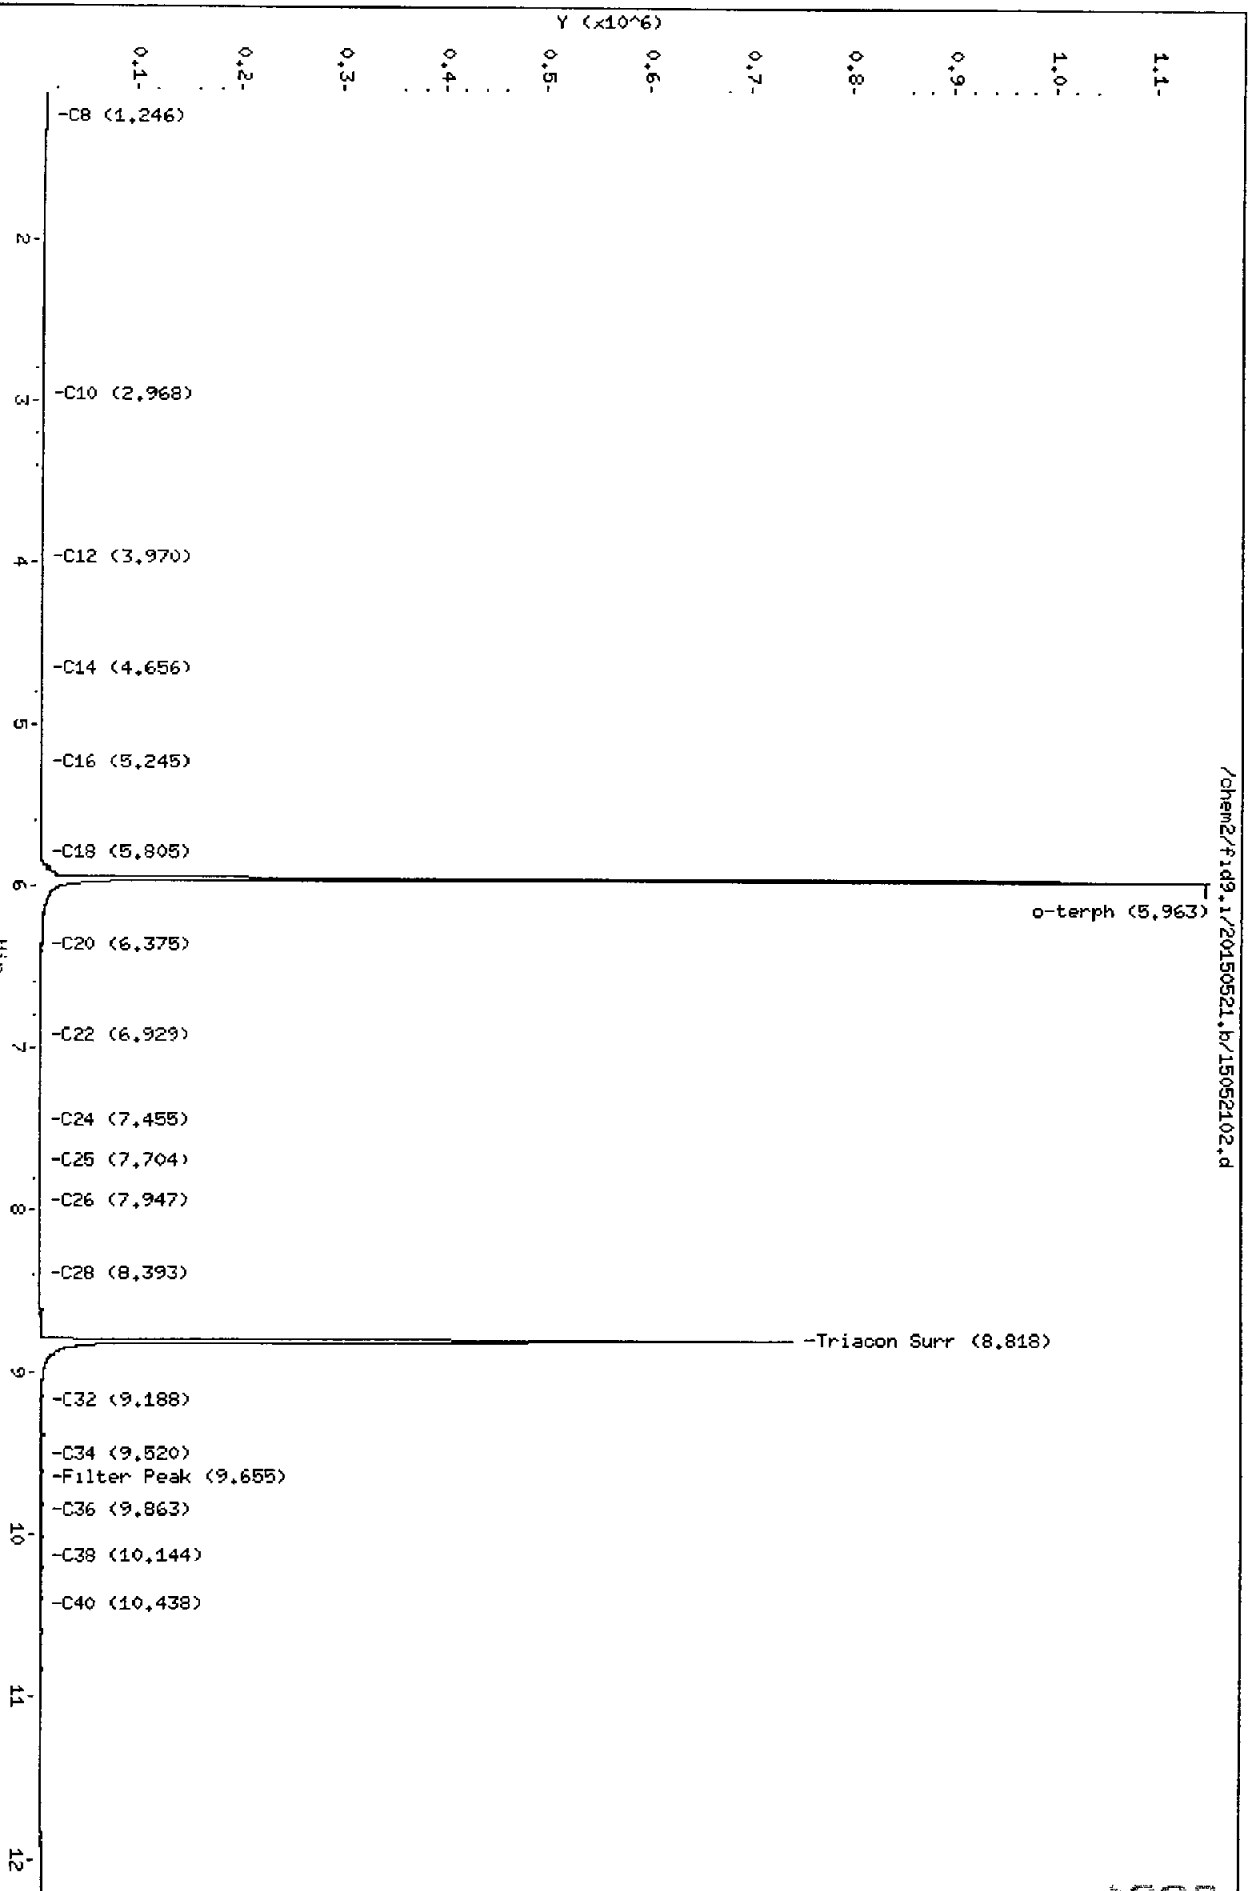 Y (x10^6)
0.1-
0.2-
0.3-
0.4-
0.5-
0.6-
0.7-
0.8-
0.9-
1.0-
1.1-
/chem2/fid9.i/20150521.b/15052102.d
-C8 (1.246)
2-
-C10 (2.968)
3-
-C12 (3.970)
4-
-C14 (4.656)
5-
-C16 (5.245)
-C18 (5.805)
6-
o-terph (5.963)
-C20 (6.375)
-C22 (6.929)
7-
-C24 (7.455)
-C25 (7.704)
-C26 (7.947)
8-
-C28 (8.393)
-Triacon Surr (8.818)
9-
-C32 (9.188)
-C34 (9.520)
-Filter Peak (9.655)
-C36 (9.863)
10-
-C38 (10.144)
-C40 (10.438)
11-
12-